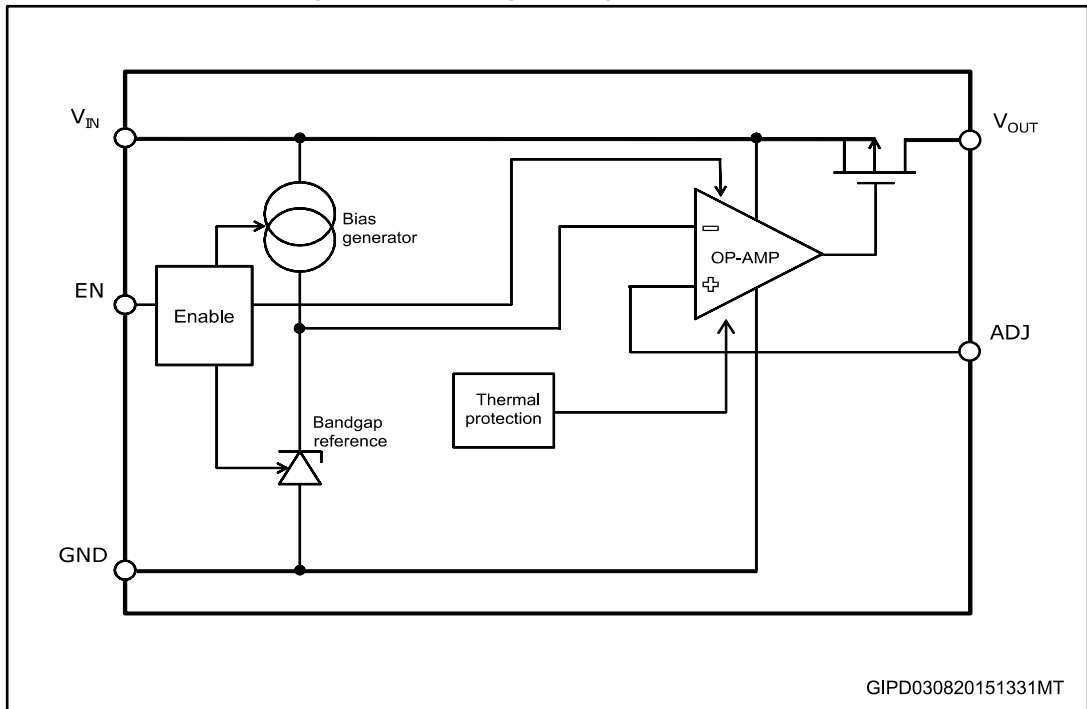 V_IN
V_OUT
Bias
generator
OP-AMP
EN
Enable
ADJ
Thermal
protection
Bandgap
reference
GND
GIPD030820151331MT